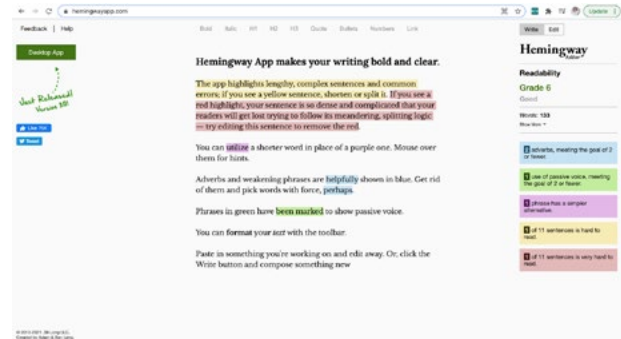 hemingwayapp.com
Update
Feedback | Help
Bold Italic H1 H2 H3 Quote Bullets Numbers Link
Write Edit
Desktop App
Just Released!
Hemingway
Editor
Hemingway App makes your writing bold and clear.
Readability
Grade 6
Good
The app highlights lengthy, complex sentences and common
errors; if you see a yellow sentence, shorten or split it. If you see a
red highlight, your sentence is so dense and complicated that your
readers will get lost trying to follow its meandering, splitting logic
— try editing this sentence to remove the red.
Words: 133
Show More
You can utilize a shorter word in place of a purple one. Mouse over
them for hints.
Adverbs and weakening phrases are helpfully shown in blue. Get rid
of them and pick words with force, perhaps.
Phrases in green have been marked to show passive voice.
You can format your text with the toolbar.
Paste in something you're working on and edit away. Or, click the
Write button and compose something new
2 adverbs, meeting the goal of 2
or fewer.
1 use of passive voice, meeting
the goal of 2 or fewer.
1 phrase has a simpler
alternative.
1 of 11 sentences is hard to
read.
1 of 11 sentences is very hard to
read.
Tweet